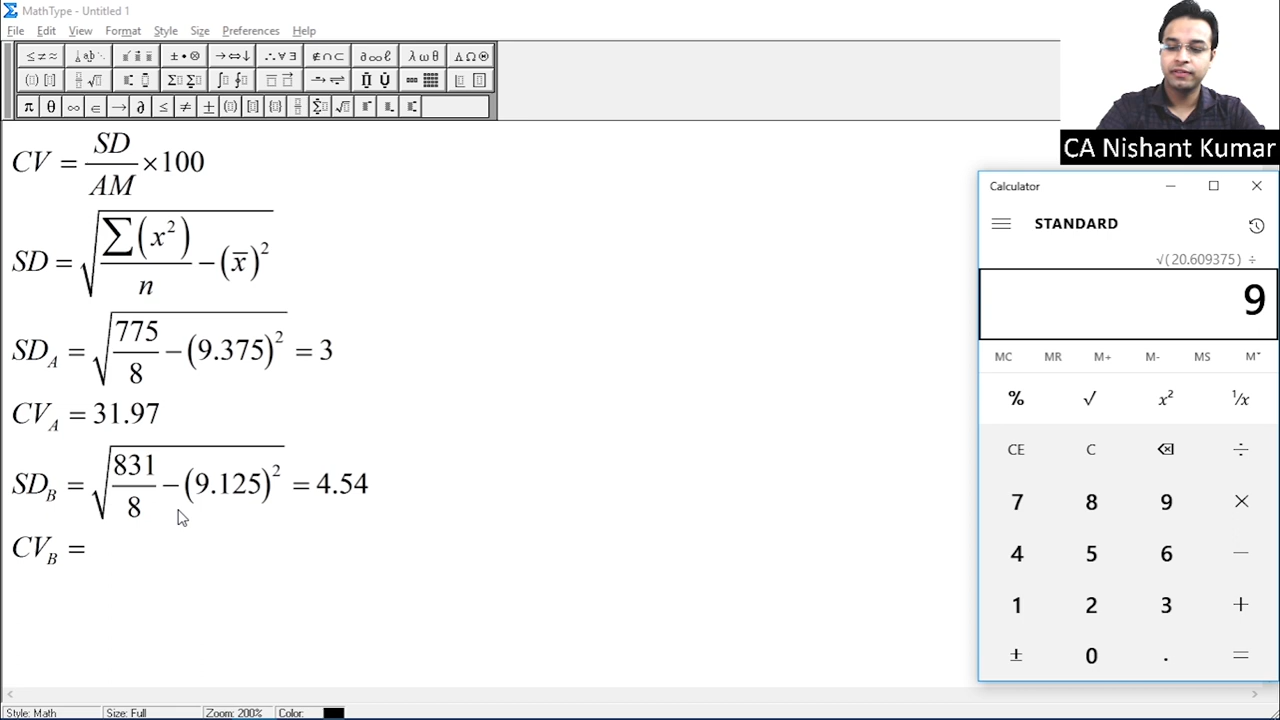 MathType - Untitled 1
File Edit View Format Style Size Preferences Help
CV = SD/AM × 100
SD = √(∑(x²)/n − (x̄)²)
SD_A = √(775/8 − (9.375)²) = 3
CV_A = 31.97
SD_B = √(831/8 − (9.125)²) = 4.54
CV_B =
CA Nishant Kumar
Calculator
STANDARD
√(20.609375) ÷
9
MC MR M+ M- MS M˅
% √ x² ¹/x
CE C ⌫ ÷
7 8 9 ×
4 5 6 −
1 2 3 +
± 0 . =
Style: Math Size: Full Zoom: 200% Color: